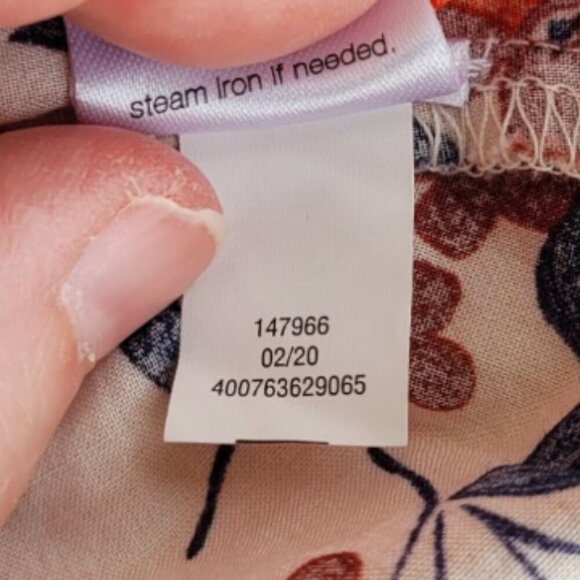 steam iron if needed.
147966
02/20
400763629065